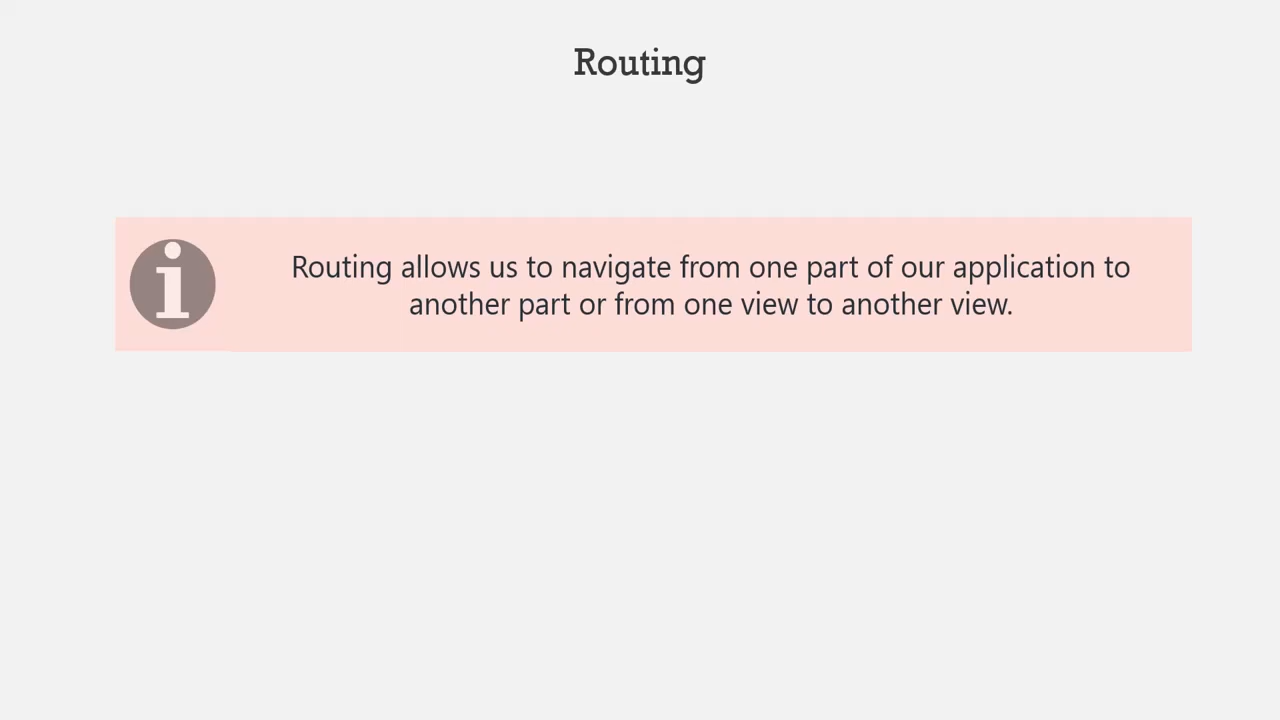 Routing
Routing allows us to navigate from one part of our application to
another part or from one view to another view.